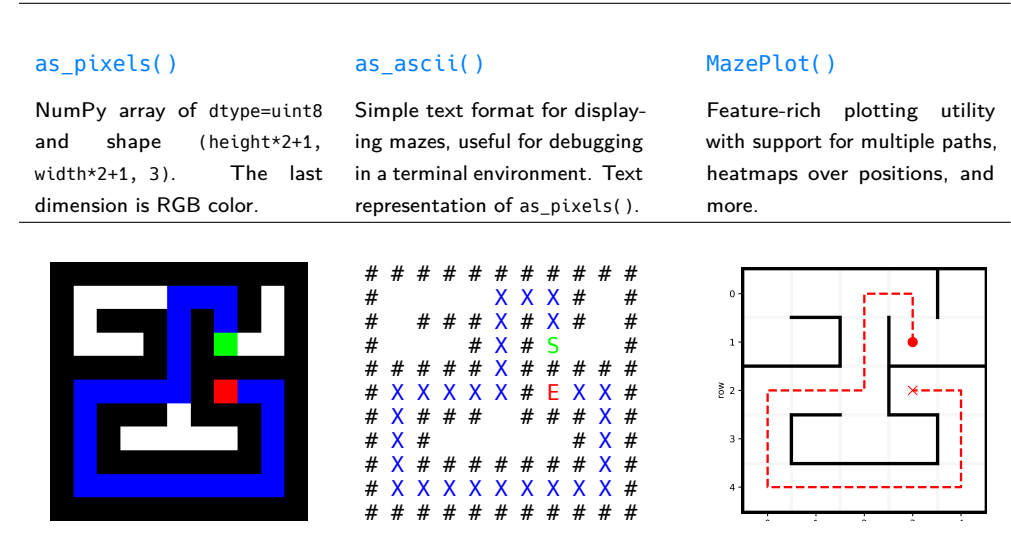 as_pixels()
NumPy array of dtype=uint8
and shape (height*2+1,
width*2+1, 3). The last
dimension is RGB color.
as_ascii()
Simple text format for display-
ing mazes, useful for debugging
in a terminal environment. Text
representation of as_pixels().
MazePlot()
Feature-rich plotting utility
with support for multiple paths,
heatmaps over positions, and
more.
# # # # # # # # # # #
#         X X X #   #
#   # # # X # X #   #
#       # X # S     #
# # # # # X # # # # #
# X X X X X # E X X #
# X # # #   # # # X #
# X #           # X #
# X # # # # # # # X #
# X X X X X X X X X #
# # # # # # # # # # #
row
0
1
2
3
4